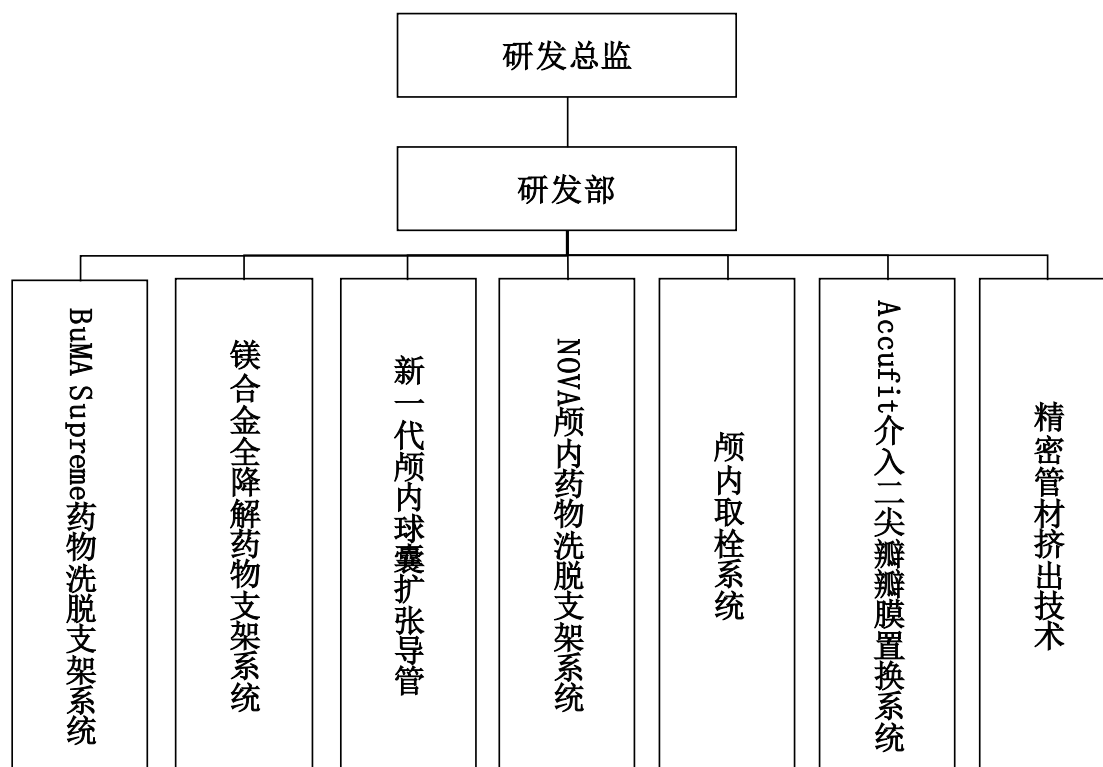 研发总监
研发部
BuMA Supreme药物洗脱支架系统
镁合金全降解药物支架系统
新一代颅内球囊扩张导管
NOVA颅内药物洗脱支架系统
颅内取栓系统
Accufit介入二尖瓣瓣膜置换系统
精密管材挤出技术